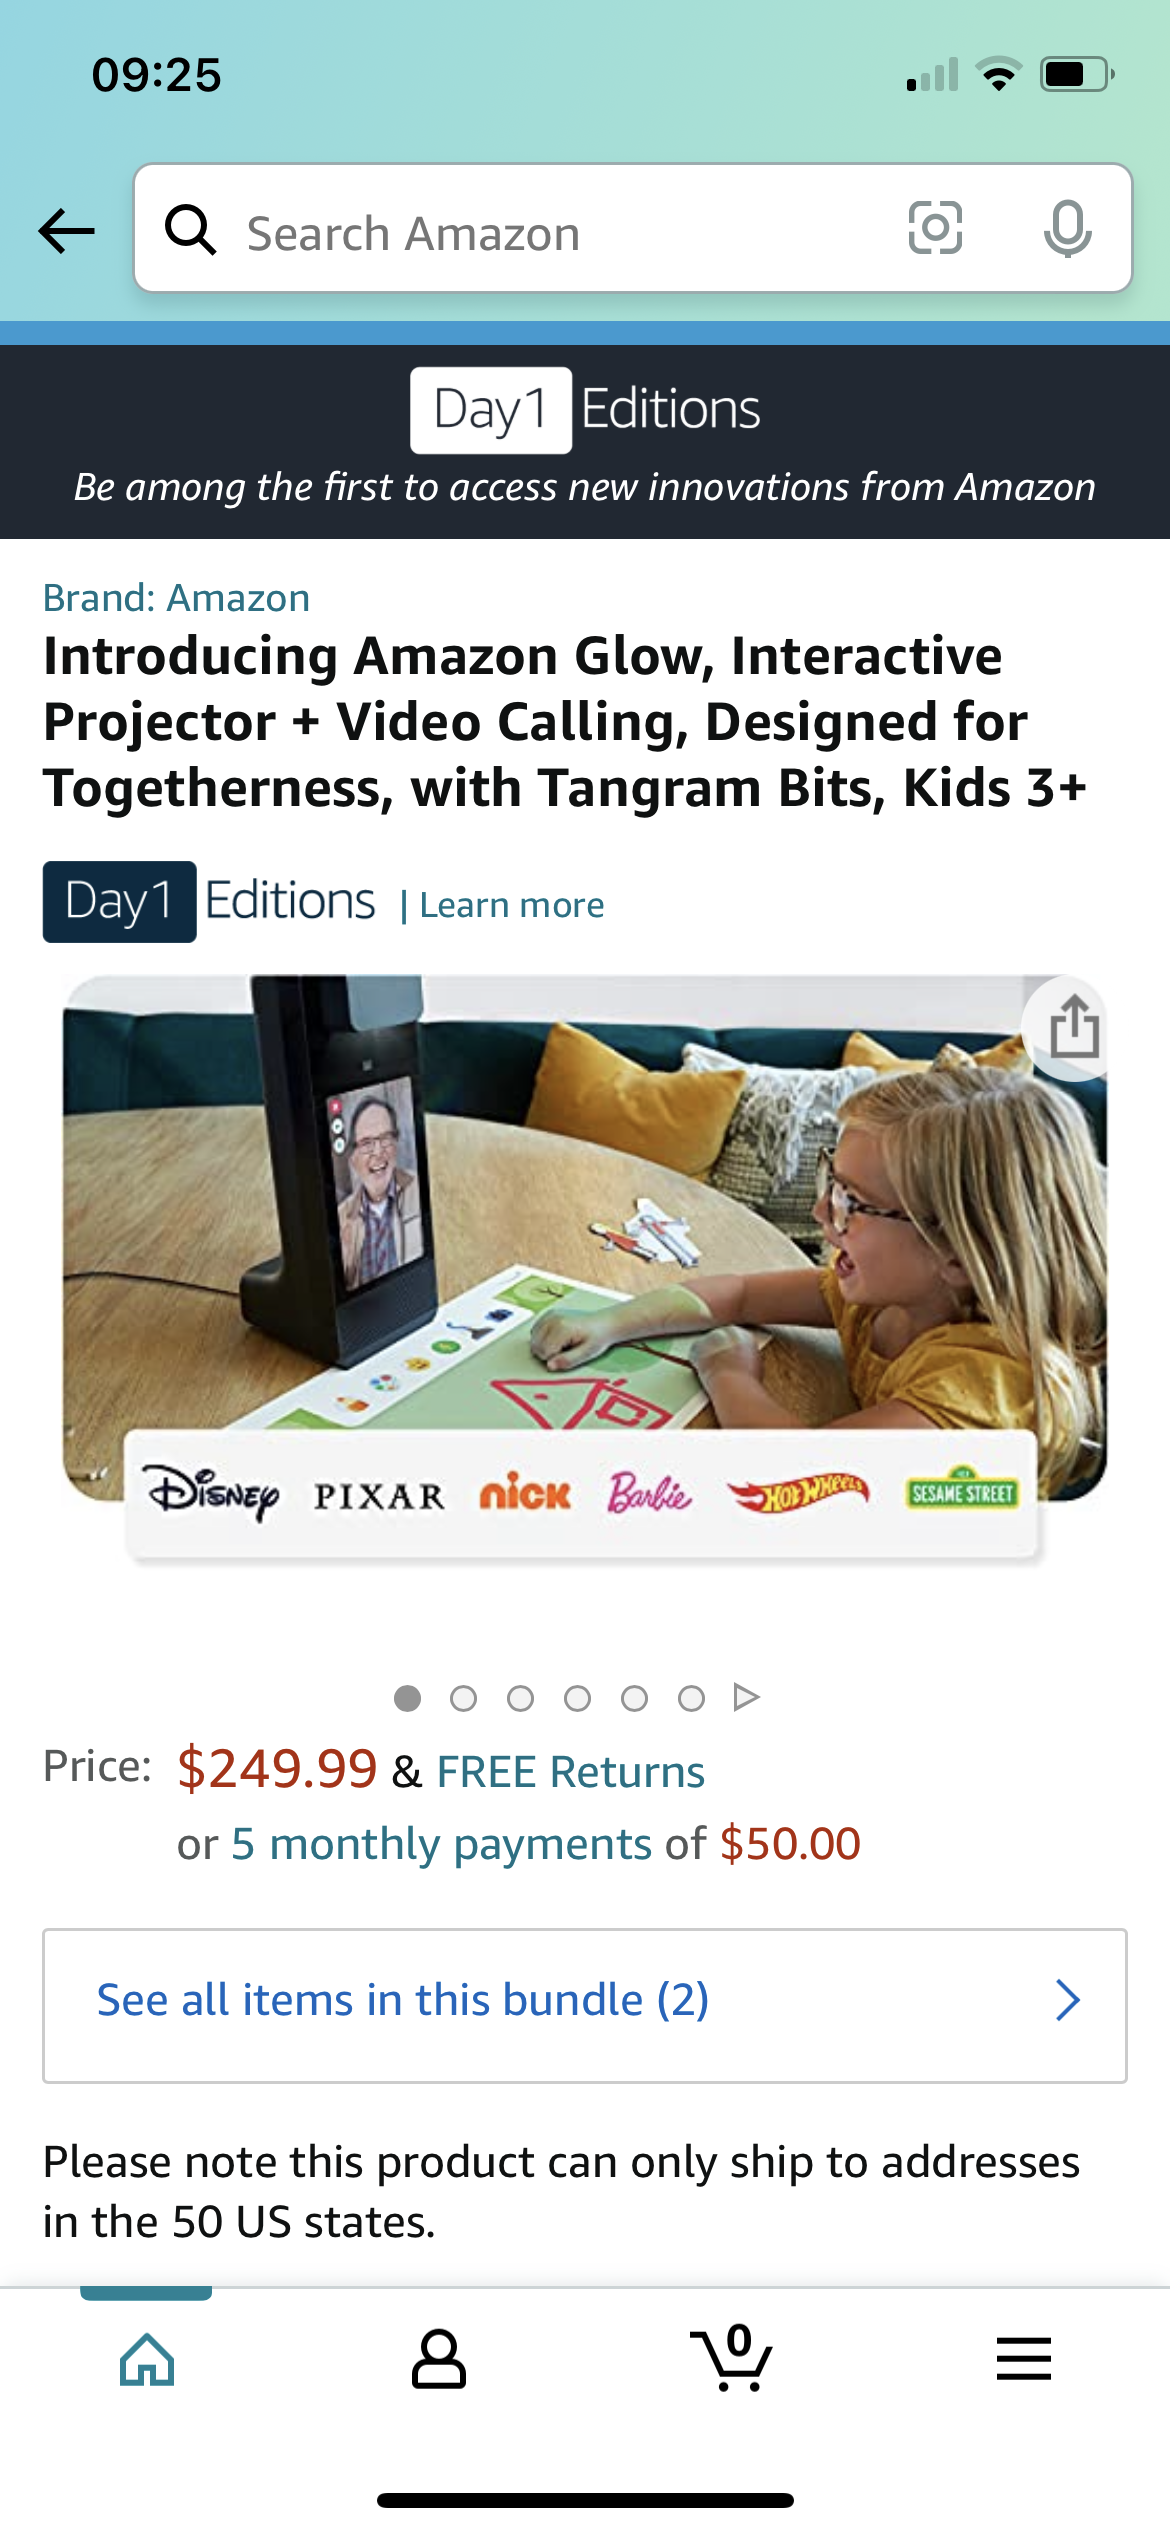 09:25
Search Amazon
Day1 Editions
Be among the first to access new innovations from Amazon
Brand: Amazon
Introducing Amazon Glow, Interactive
Projector + Video Calling, Designed for
Togetherness, with Tangram Bits, Kids 3+
Day1 Editions | Learn more
Disney PIXAR nick Barbie Hot Wheels SESAME STREET
Price: $249.99 & FREE Returns
or 5 monthly payments of $50.00
See all items in this bundle (2)
Please note this product can only ship to addresses
in the 50 US states.
0